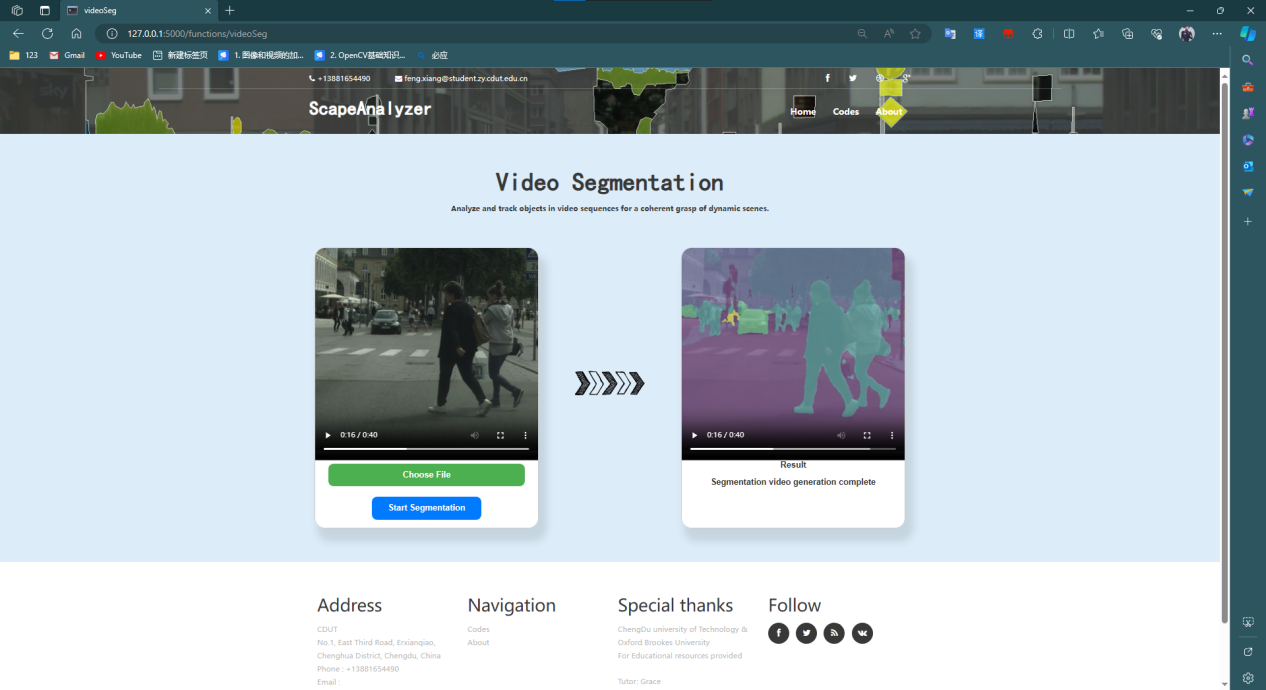 videoSeg
127.0.0.1:5000/functions/videoSeg
123
Gmail
YouTube
新建标签页
1. 图像和视频的加...
2. OpenCV基础知识...
必应
sky
+13881654490
feng.xiang@student.zy.cdut.edu.cn
ScapeAnalyzer
Home
Codes
About
Video Segmentation
Analyze and track objects in video sequences for a coherent grasp of dynamic scenes.
0:16 / 0:40
0:16 / 0:40
Choose File
Start Segmentation
Result
Segmentation video generation complete
Address
CDUT
No.1, East Third Road, Erxianqiao,
Chenghua District, Chengdu, China
Phone : +13881654490
Email :
Navigation
Codes
About
Special thanks
ChengDu university of Technology &
Oxford Brookes University
For Educational resources provided
Tutor: Grace
Follow